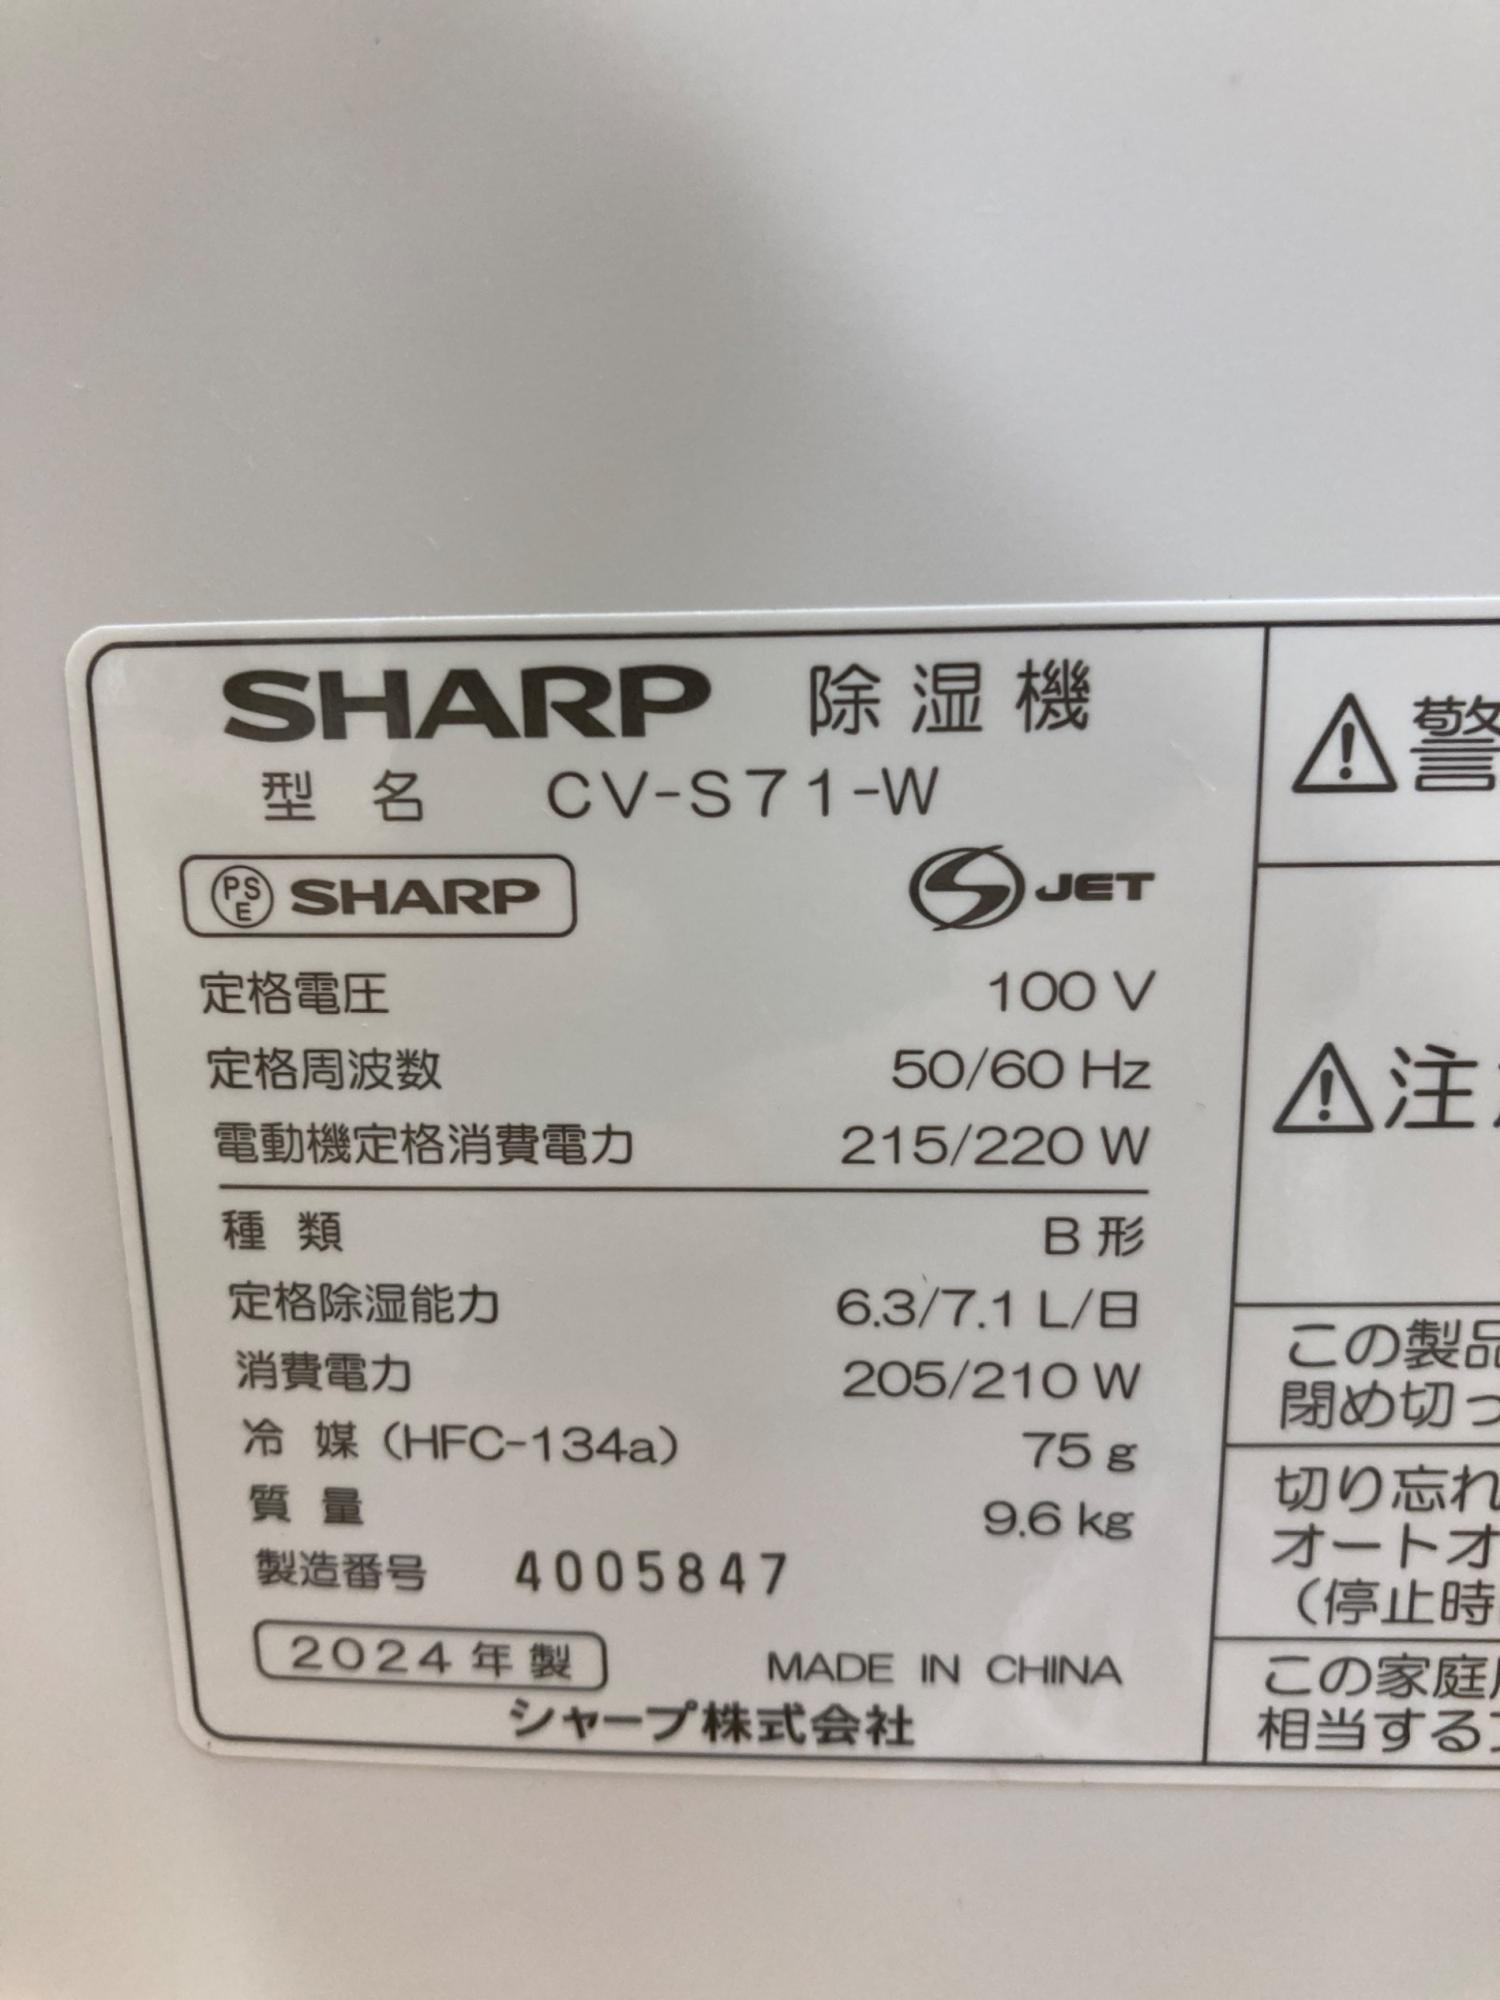 SHARP 除湿機
型名 CV-S71-W
PSE SHARP
S JET
定格電圧 100 V
定格周波数 50/60 Hz
電動機定格消費電力 215/220 W
種類 B 形
定格除湿能力 6.3/7.1 L/日
消費電力 205/210 W
冷媒（HFC-134a） 75 g
質量 9.6 kg
製造番号 4005847
2024年製 MADE IN CHINA
シャープ株式会社
警
注
この製品
閉め切っ
切り忘れ
オートオ
（停止時
この家庭
相当する